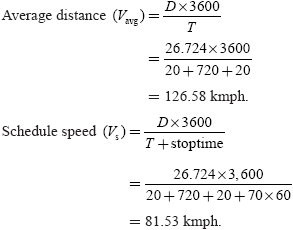 Average distance (V_avg) = D×3600 / T
= 26.724×3600 / 20+720+20
= 126.58 kmph.
Schedule speed (V_s) = D×3600 / T+stoptime
= 26.724×3,600 / 20+720+20+70×60
= 81.53 kmph.